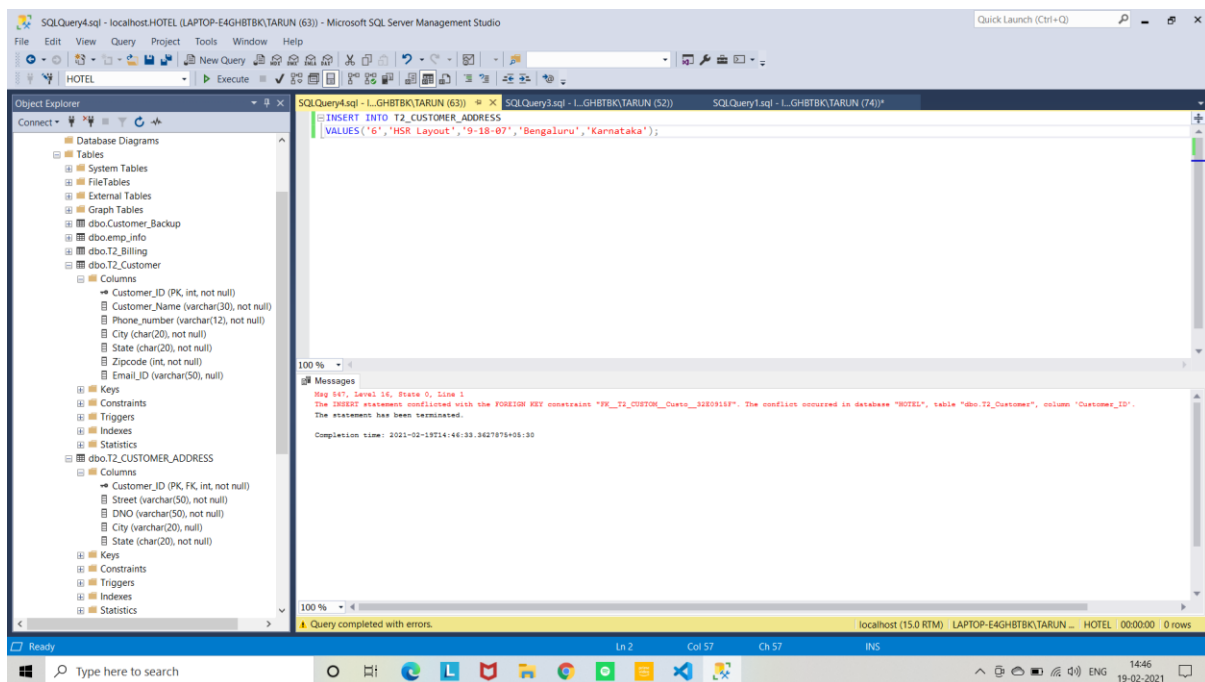 SQLQuery4.sql - localhost.HOTEL (LAPTOP-E4GHBTBK\TARUN (63)) - Microsoft SQL Server Management Studio
Quick Launch (Ctrl+Q)
File Edit View Query Project Tools Window Help
New Query
HOTEL
Execute
Object Explorer
Connect
Database Diagrams
Tables
System Tables
FileTables
External Tables
Graph Tables
dbo.Customer_Backup
dbo.emp_info
dbo.T2_Billing
dbo.T2_Customer
Columns
Customer_ID (PK, int, not null)
Customer_Name (varchar(30), not null)
Phone_number (varchar(12), not null)
City (char(20), not null)
State (char(20), not null)
Zipcode (int, not null)
Email_ID (varchar(50), null)
Keys
Constraints
Triggers
Indexes
Statistics
dbo.T2_CUSTOMER_ADDRESS
Columns
Customer_ID (PK, FK, int, not null)
Street (varchar(50), not null)
DNO (varchar(50), not null)
City (varchar(20), null)
State (char(20), not null)
Keys
Constraints
Triggers
Indexes
Statistics
SQLQuery4.sql - l...GHBTBK\TARUN (63)) SQLQuery3.sql - l...GHBTBK\TARUN (52)) SQLQuery1.sql - l...GHBTBK\TARUN (74))*
INSERT INTO T2_CUSTOMER_ADDRESS
VALUES('6','HSR Layout','9-18-07','Bengaluru','Karnataka');
100 %
Messages
Msg 547, Level 16, State 0, Line 1
The INSERT statement conflicted with the FOREIGN KEY constraint "FK__T2_CUSTOM__Custo__32E0915F". The conflict occurred in database "HOTEL", table "dbo.T2_Customer", column 'Customer_ID'.
The statement has been terminated.
Completion time: 2021-02-19T14:46:33.3627875+05:30
100 %
Query completed with errors.
localhost (15.0 RTM) LAPTOP-E4GHBTBK\TARUN ... HOTEL 00:00:00 0 rows
Ready
Ln 2 Col 57 Ch 57 INS
Type here to search
ENG
14:46
19-02-2021